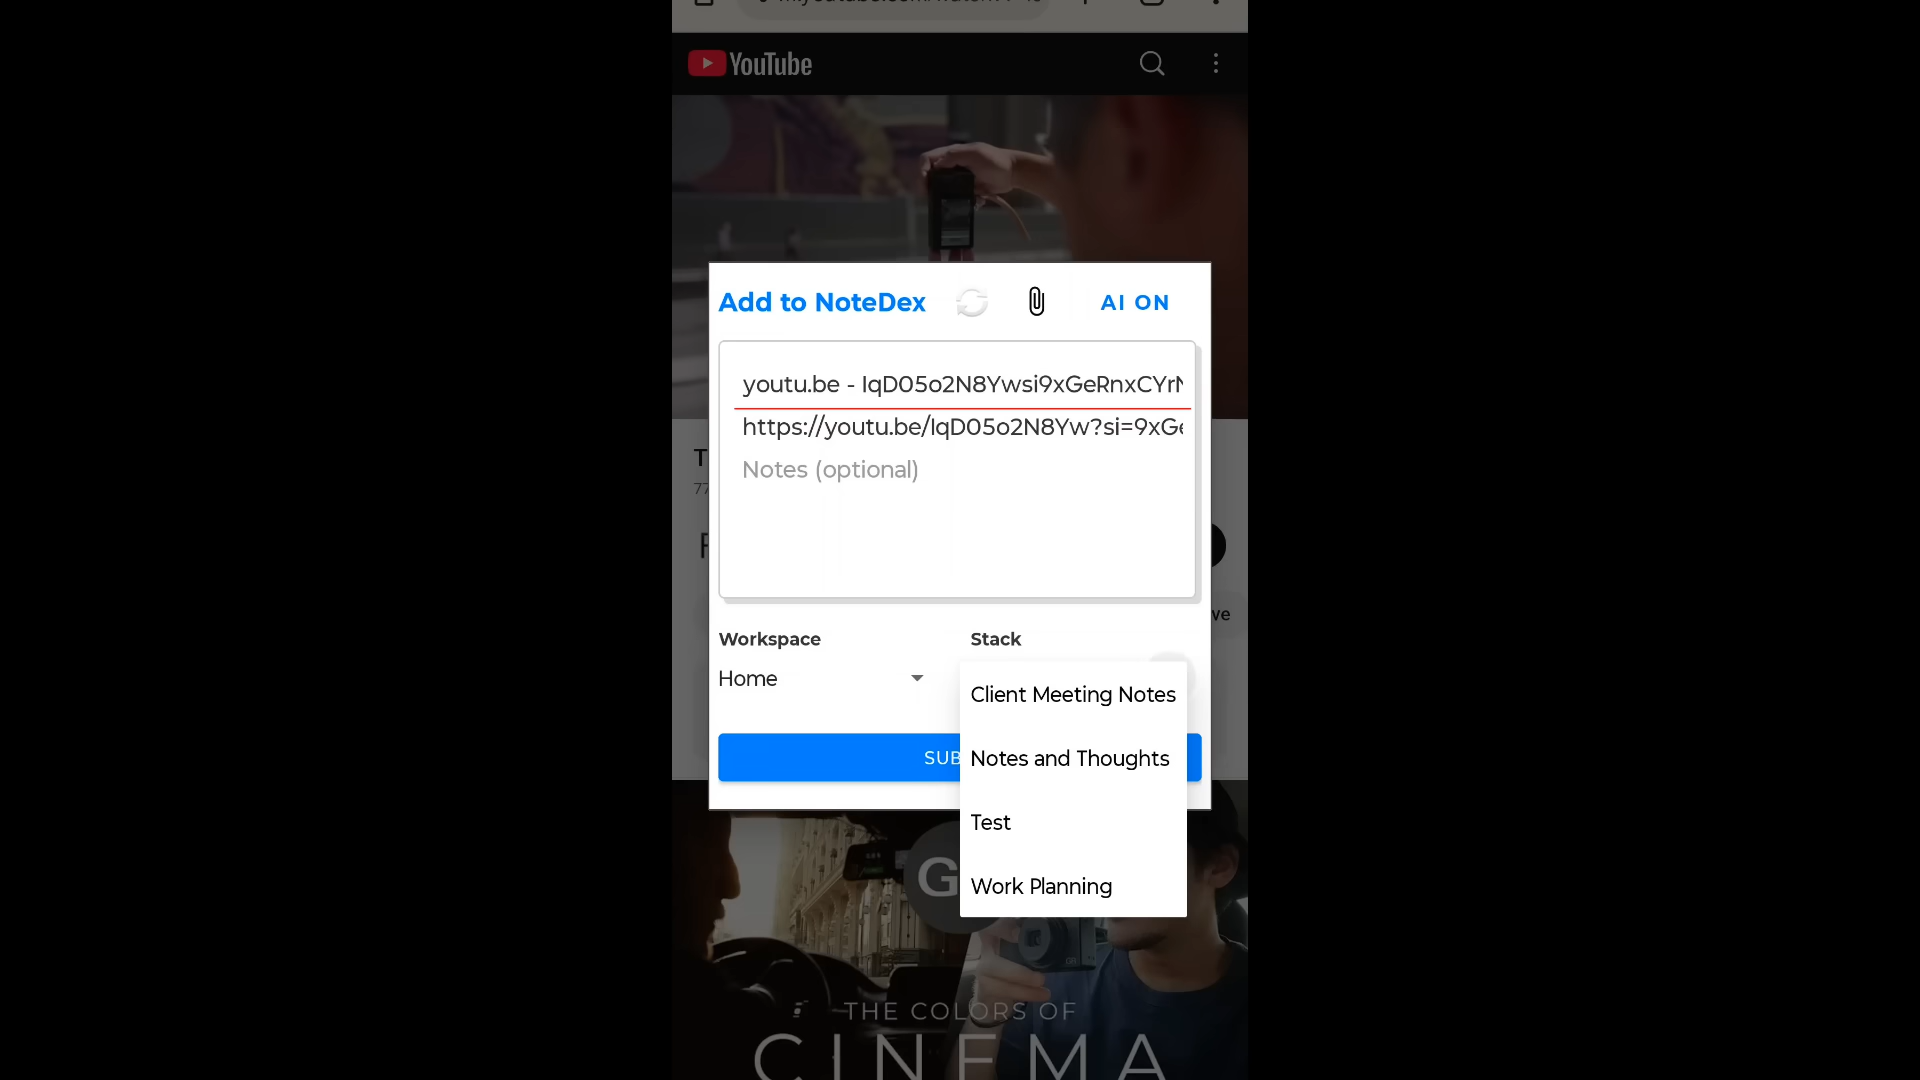 YouTube
Add to NoteDex
AI ON
youtu.be - IqD05o2N8Ywsi9xGeRnxCYrN
https://youtu.be/IqD05o2N8Yw?si=9xGe
Notes (optional)
Workspace
Stack
Home
Client Meeting Notes
Notes and Thoughts
Test
Work Planning
THE COLORS OF
CINEMA